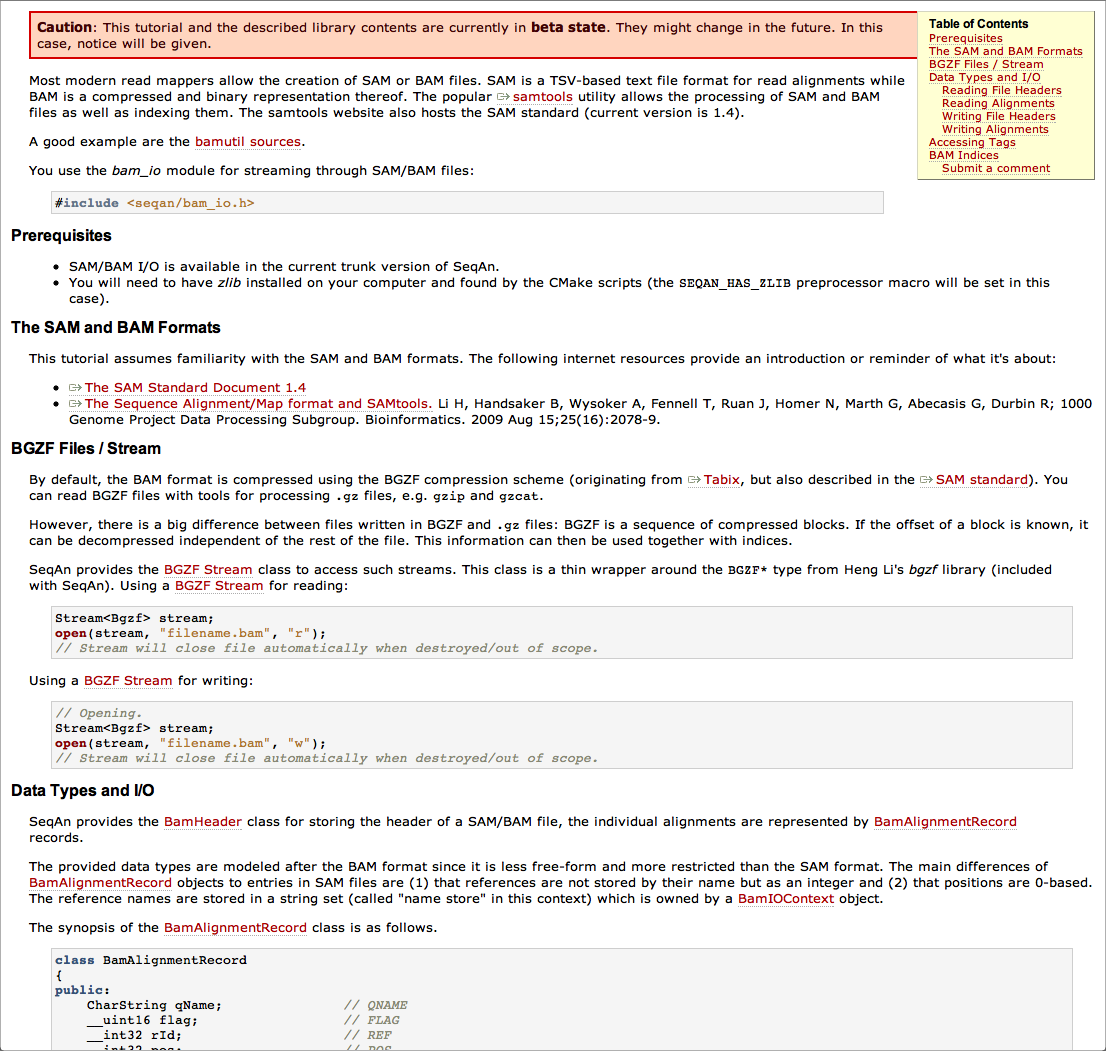 Caution: This tutorial and the described library contents are currently in beta state. They might change in the future. In this
case, notice will be given.
Table of Contents
Prerequisites
The SAM and BAM Formats
BGZF Files / Stream
Data Types and I/O
Reading File Headers
Reading Alignments
Writing File Headers
Writing Alignments
Accessing Tags
BAM Indices
Submit a comment
Most modern read mappers allow the creation of SAM or BAM files. SAM is a TSV-based text file format for read alignments while
BAM is a compressed and binary representation thereof. The popular samtools utility allows the processing of SAM and BAM
files as well as indexing them. The samtools website also hosts the SAM standard (current version is 1.4).
A good example are the bamutil sources.
You use the bam_io module for streaming through SAM/BAM files:
#include <seqan/bam_io.h>
Prerequisites
• SAM/BAM I/O is available in the current trunk version of SeqAn.
• You will need to have zlib installed on your computer and found by the CMake scripts (the SEQAN_HAS_ZLIB preprocessor macro will be set in this
case).
The SAM and BAM Formats
This tutorial assumes familiarity with the SAM and BAM formats. The following internet resources provide an introduction or reminder of what it's about:
• The SAM Standard Document 1.4
• The Sequence Alignment/Map format and SAMtools. Li H, Handsaker B, Wysoker A, Fennell T, Ruan J, Homer N, Marth G, Abecasis G, Durbin R; 1000
Genome Project Data Processing Subgroup. Bioinformatics. 2009 Aug 15;25(16):2078-9.
BGZF Files / Stream
By default, the BAM format is compressed using the BGZF compression scheme (originating from Tabix, but also described in the SAM standard). You
can read BGZF files with tools for processing .gz files, e.g. gzip and gzcat.
However, there is a big difference between files written in BGZF and .gz files: BGZF is a sequence of compressed blocks. If the offset of a block is known, it
can be decompressed independent of the rest of the file. This information can then be used together with indices.
SeqAn provides the BGZF Stream class to access such streams. This class is a thin wrapper around the BGZF* type from Heng Li's bgzf library (included
with SeqAn). Using a BGZF Stream for reading:
Stream<Bgzf> stream;
open(stream, "filename.bam", "r");
// Stream will close file automatically when destroyed/out of scope.
Using a BGZF Stream for writing:
// Opening.
Stream<Bgzf> stream;
open(stream, "filename.bam", "w");
// Stream will close file automatically when destroyed/out of scope.
Data Types and I/O
SeqAn provides the BamHeader class for storing the header of a SAM/BAM file, the individual alignments are represented by BamAlignmentRecord
records.
The provided data types are modeled after the BAM format since it is less free-form and more restricted than the SAM format. The main differences of
BamAlignmentRecord objects to entries in SAM files are (1) that references are not stored by their name but as an integer and (2) that positions are 0-based.
The reference names are stored in a string set (called "name store" in this context) which is owned by a BamIOContext object.
The synopsis of the BamAlignmentRecord class is as follows.
class BamAlignmentRecord
{
public:
CharString qName; // QNAME
__uint16 flag; // FLAG
__int32 rId; // REF
__int32 pos; // POS